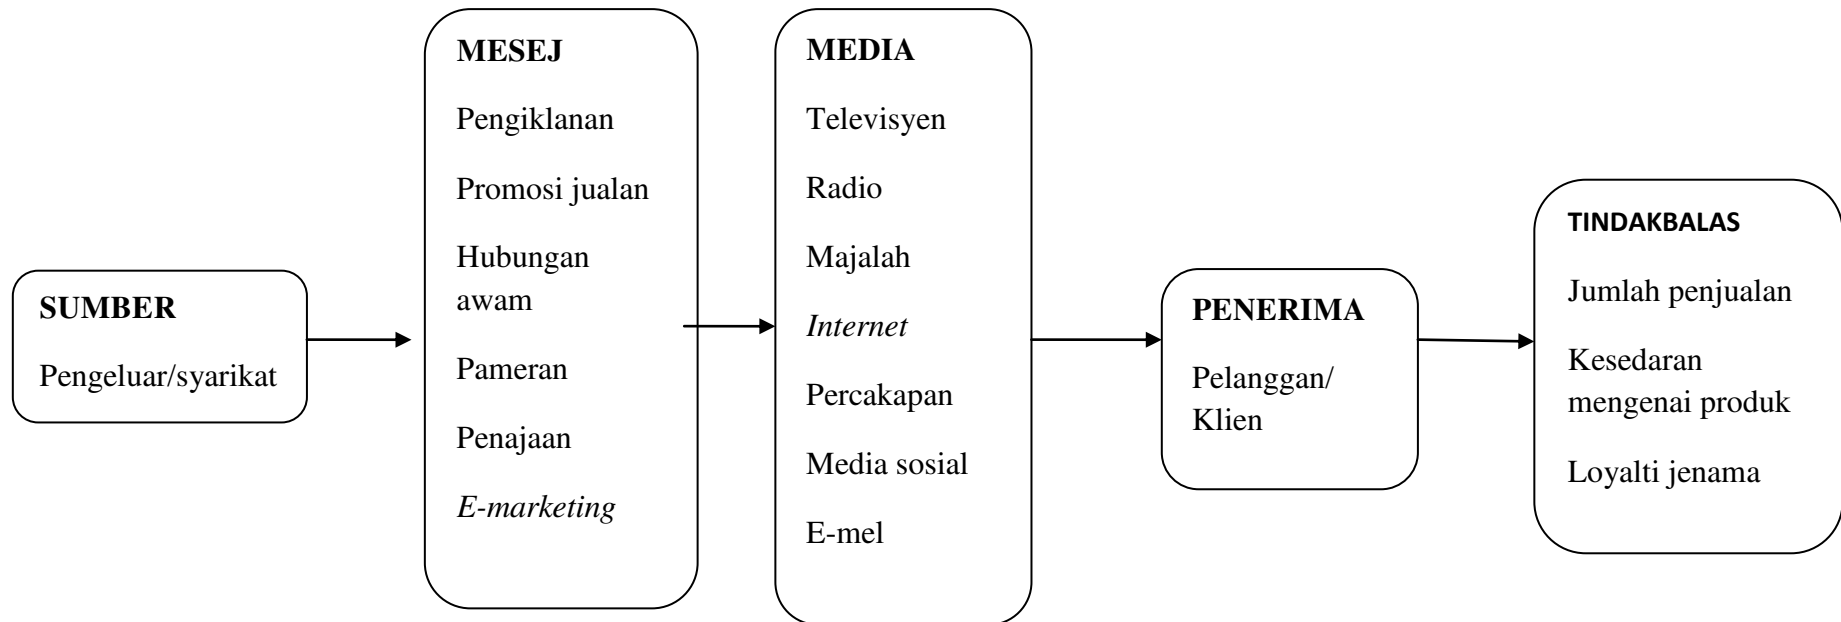 SUMBER
Pengeluar/syarikat
MESEJ
Pengiklanan
Promosi jualan
Hubungan
awam
Pameran
Penajaan
E-marketing
MEDIA
Televisyen
Radio
Majalah
Internet
Percakapan
Media sosial
E-mel
PENERIMA
Pelanggan/
Klien
TINDAKBALAS
Jumlah penjualan
Kesedaran
mengenai produk
Loyalti jenama